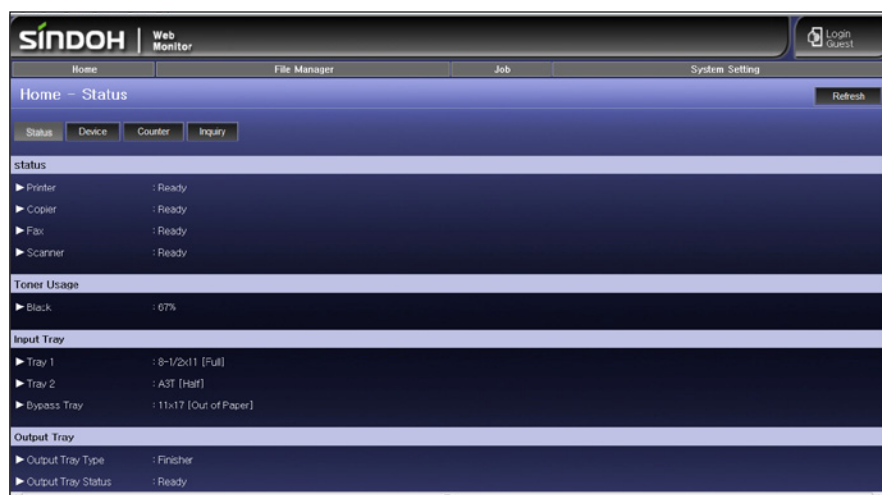 SINDOH | Web Monitor
Login
Guest
Home File Manager Job System Setting
Home - Status Refresh
Status Device Counter Inquiry
status
Printer : Ready
Copier : Ready
Fax : Ready
Scanner : Ready
Toner Usage
Black : 67%
Input Tray
Tray 1 : 8-1/2x11 [Full]
Tray 2 : A3T [Half]
Bypass Tray : 11x17 [Out of Paper]
Output Tray
Output Tray Type : Finisher
Output Tray Status : Ready